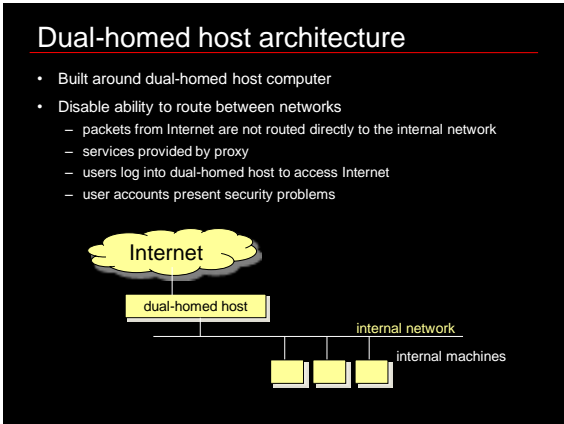 Dual-homed host architecture
• Built around dual-homed host computer
• Disable ability to route between networks
– packets from Internet are not routed directly to the internal network
– services provided by proxy
– users log into dual-homed host to access Internet
– user accounts present security problems
Internet
dual-homed host
internal network
internal machines